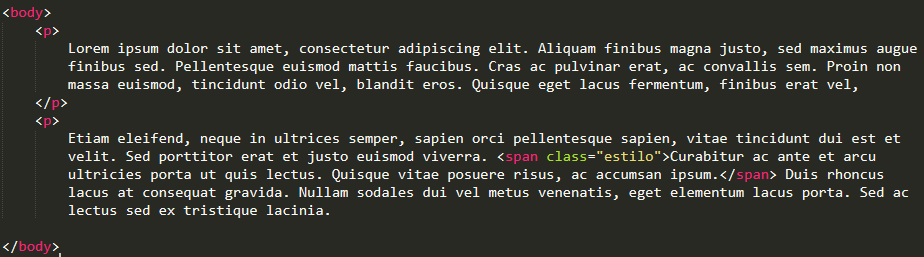 <body>
<p>
Lorem ipsum dolor sit amet, consectetur adipiscing elit. Aliquam finibus magna justo, sed maximus augue
finibus sed. Pellentesque euismod mattis faucibus. Cras ac pulvinar erat, ac convallis sem. Proin non
massa euismod, tincidunt odio vel, blandit eros. Quisque eget lacus fermentum, finibus erat vel,
</p>
<p>
Etiam eleifend, neque in ultrices semper, sapien orci pellentesque sapien, vitae tincidunt dui est et
velit. Sed porttitor erat et justo euismod viverra. <span class="estilo">Curabitur ac ante et arcu
ultricies porta ut quis lectus. Quisque vitae posuere risus, ac accumsan ipsum.</span> Duis rhoncus
lacus at consequat gravida. Nullam sodales dui vel metus venenatis, eget elementum lacus porta. Sed ac
lectus sed ex tristique lacinia.
</body>